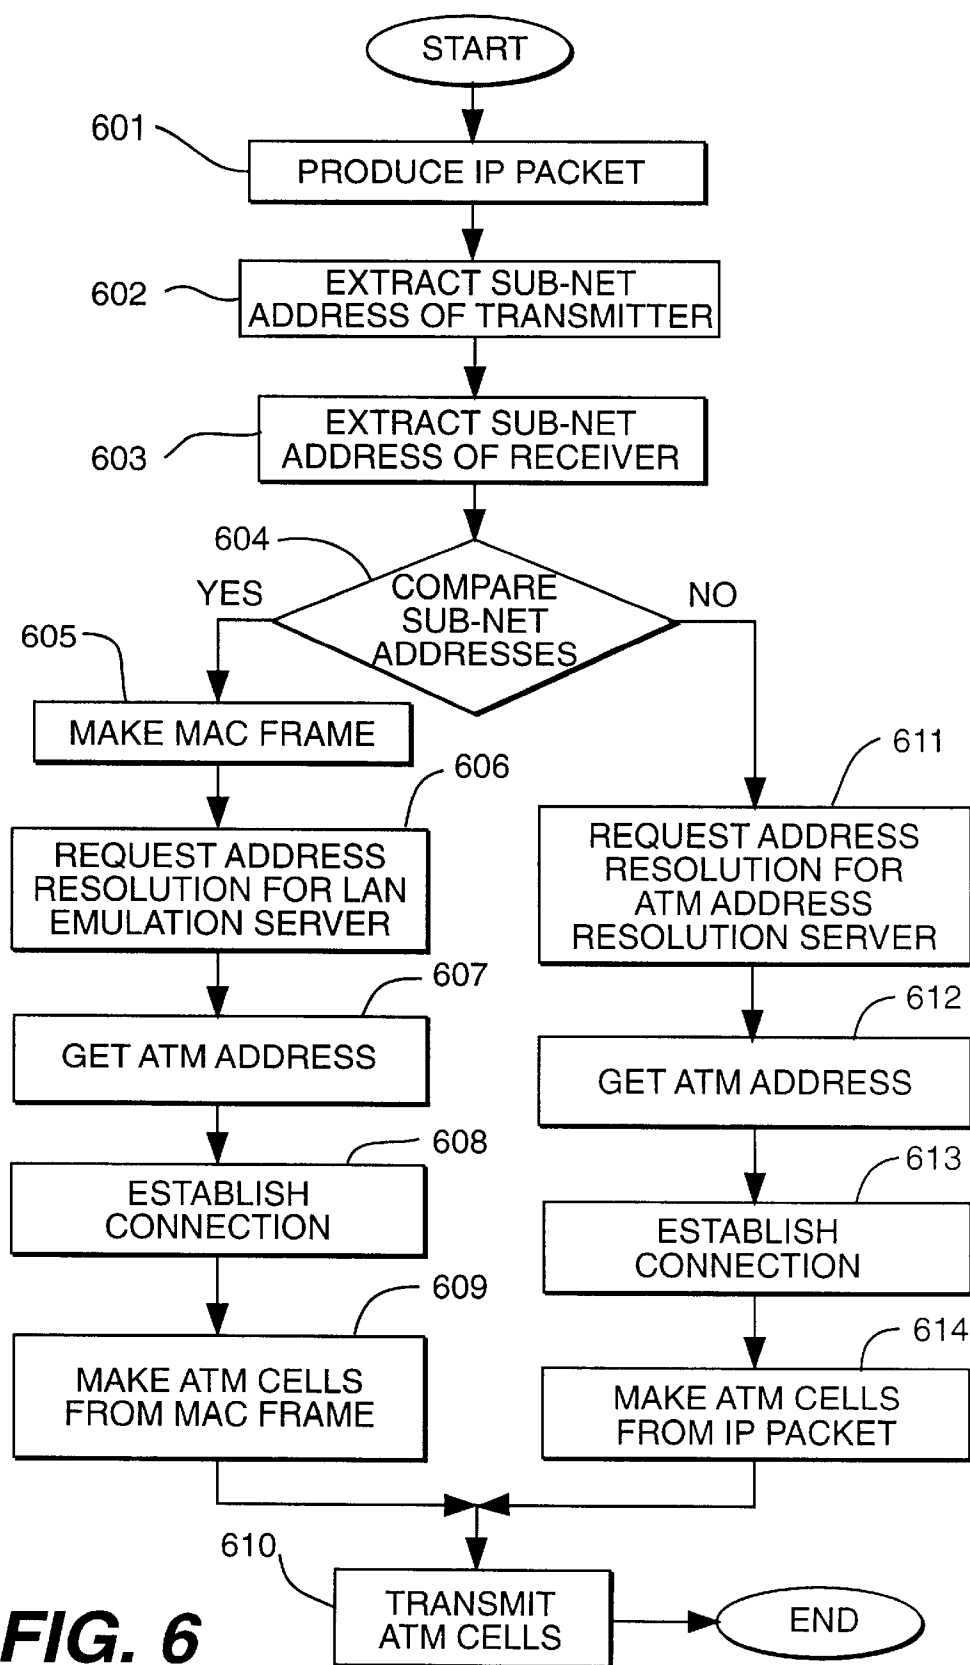 START
601
PRODUCE IP PACKET
602
EXTRACT SUB-NET
ADDRESS OF TRANSMITTER
603
EXTRACT SUB-NET
ADDRESS OF RECEIVER
604
COMPARE
SUB-NET
ADDRESSES
YES
NO
605
MAKE MAC FRAME
606
REQUEST ADDRESS
RESOLUTION FOR LAN
EMULATION SERVER
607
GET ATM ADDRESS
608
ESTABLISH
CONNECTION
609
MAKE ATM CELLS
FROM MAC FRAME
611
REQUEST ADDRESS
RESOLUTION FOR
ATM ADDRESS
RESOLUTION SERVER
612
GET ATM ADDRESS
613
ESTABLISH
CONNECTION
614
MAKE ATM CELLS
FROM IP PACKET
610
TRANSMIT
ATM CELLS
END
FIG. 6